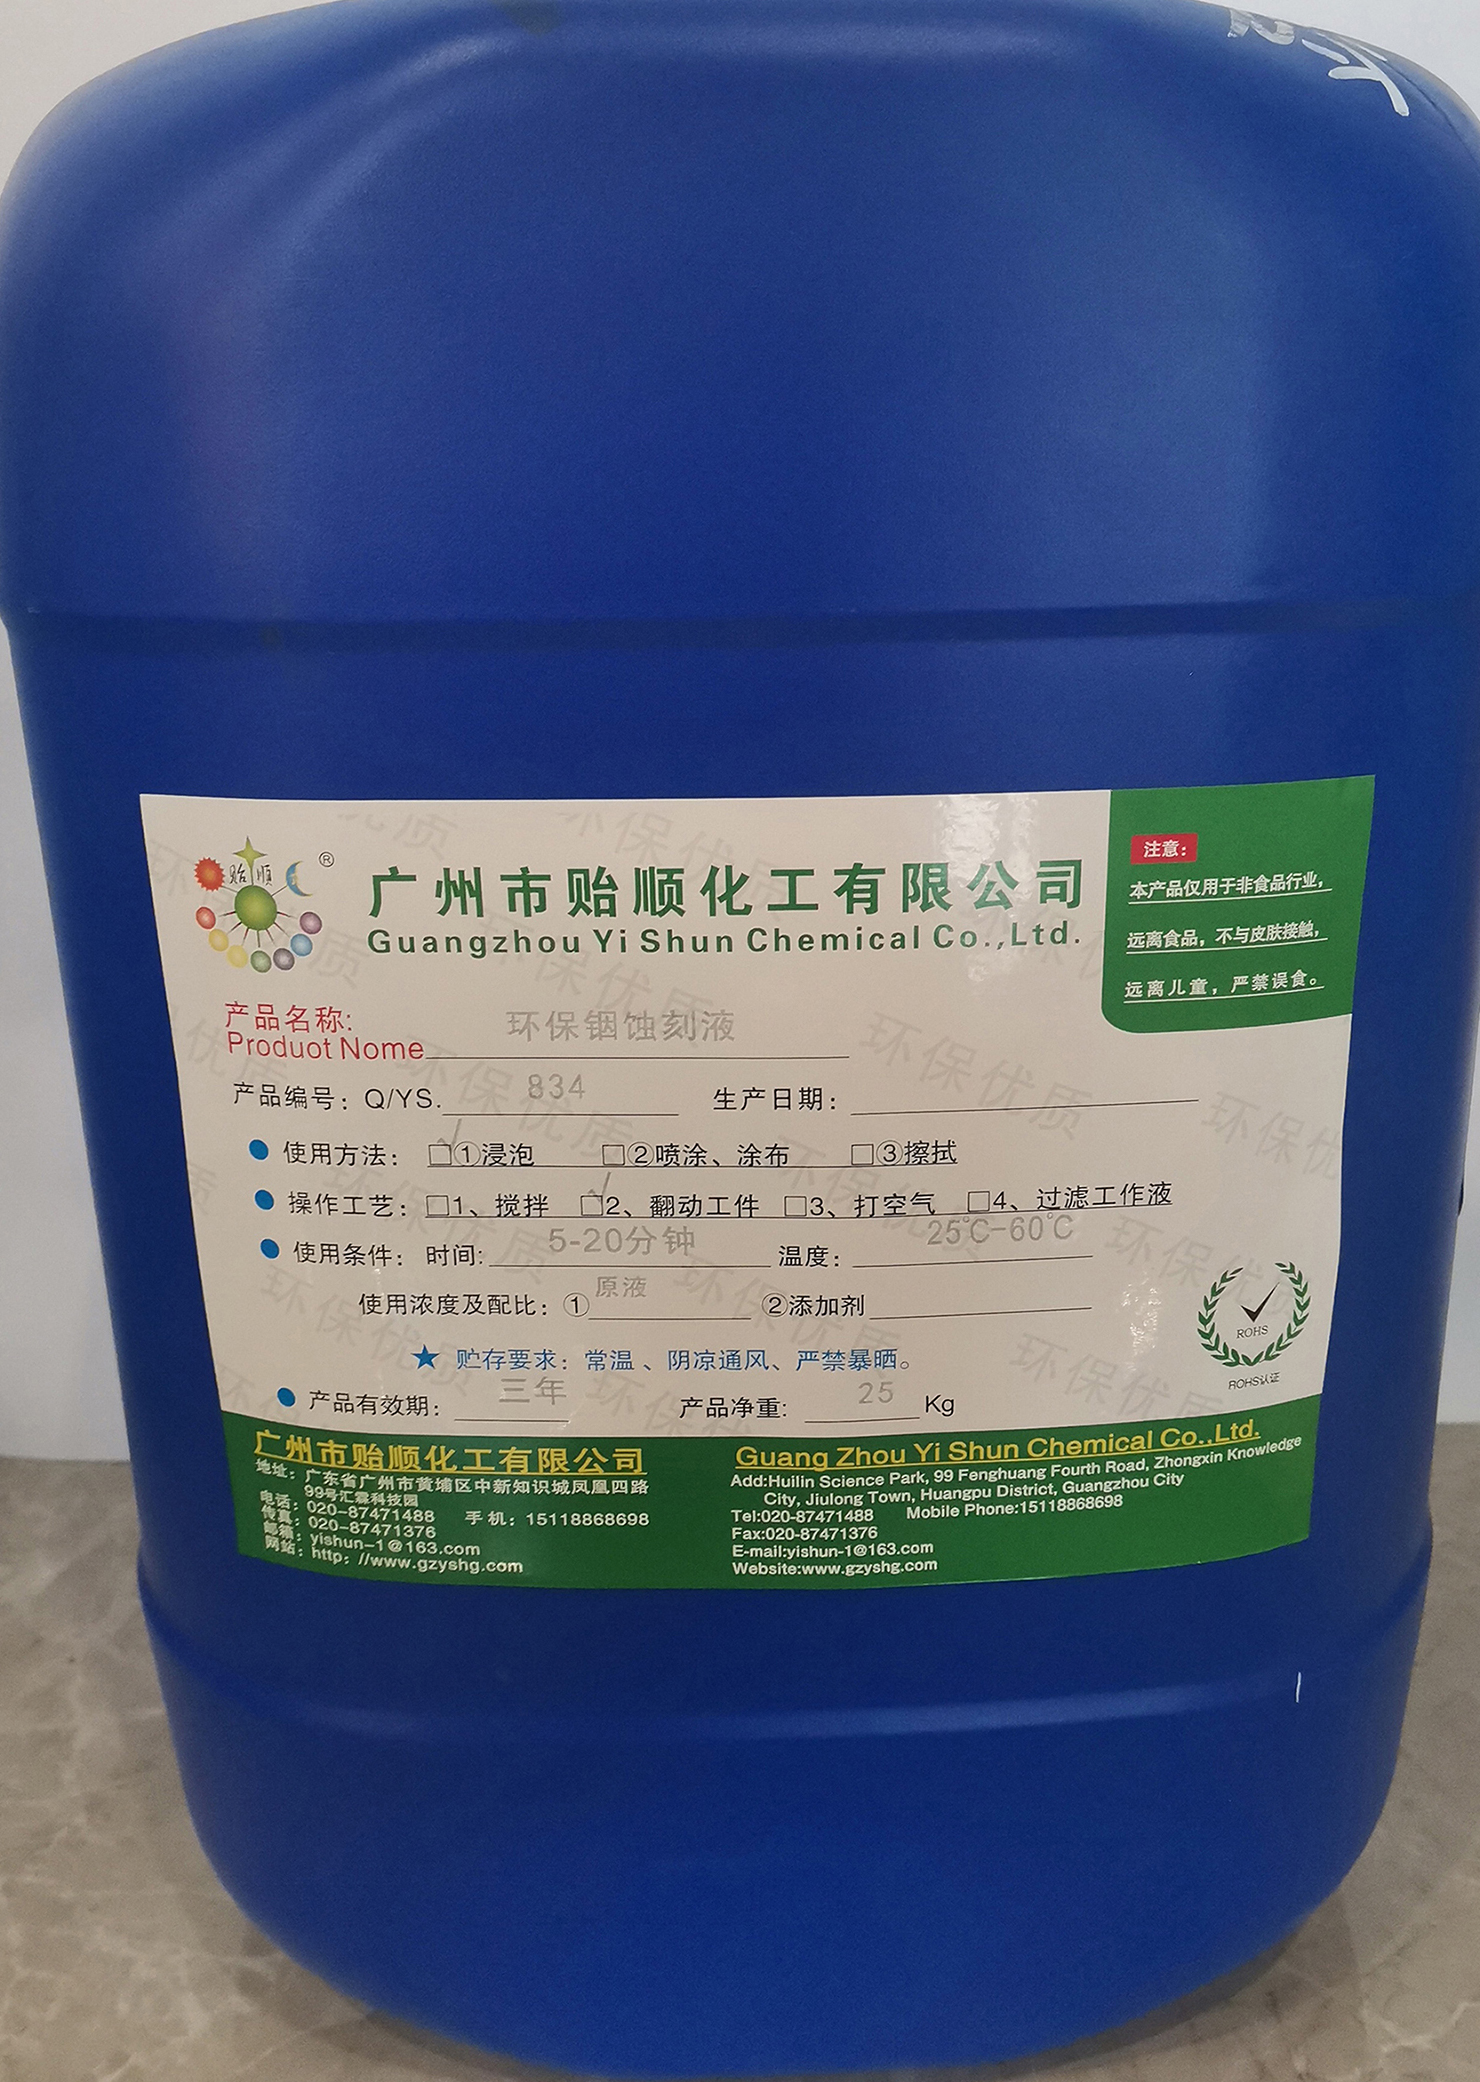 贻顺 ®
广州市贻顺化工有限公司
Guangzhou Yi Shun Chemical Co.,Ltd.
注意：
本产品仅用于非食品行业，
远离食品，不与皮肤接触，
远离儿童，严禁误食。
产品名称: 环保铟蚀刻液
Produot Nome
产品编号：Q/YS. 834 生产日期：
使用方法： ☑①浸泡 □②喷涂、涂布 □③擦拭
操作工艺：□1、搅拌 ☑2、翻动工件 □3、打空气 □4、过滤工作液
使用条件： 时间: 5-20分钟 温度: 25℃-60℃
使用浓度及配比：① 原液 ②添加剂
★ 贮存要求：常温、阴凉通风、严禁暴晒。
产品有效期: 三年 产品净重: 25 Kg
ROHS
ROHS认证
广州市贻顺化工有限公司
地址：广东省广州市黄埔区中新知识城凤凰四路
99号汇霖科技园
电话：020-87471488 手机：15118868698
传真：020-87471376
邮箱：yishun-1@163.com
网站：http: //www.gzyshg.com
Guang Zhou Yi Shun Chemical Co.,Ltd.
Add:Huilin Science Park, 99 Fenghuang Fourth Road, Zhongxin Knowledge
City, Jiulong Town, Huangpu District, Guangzhou City
Tel:020-87471488 Mobile Phone:15118868698
Fax:020-87471376
E-mail:yishun-1@163.com
Website:www.gzyshg.com